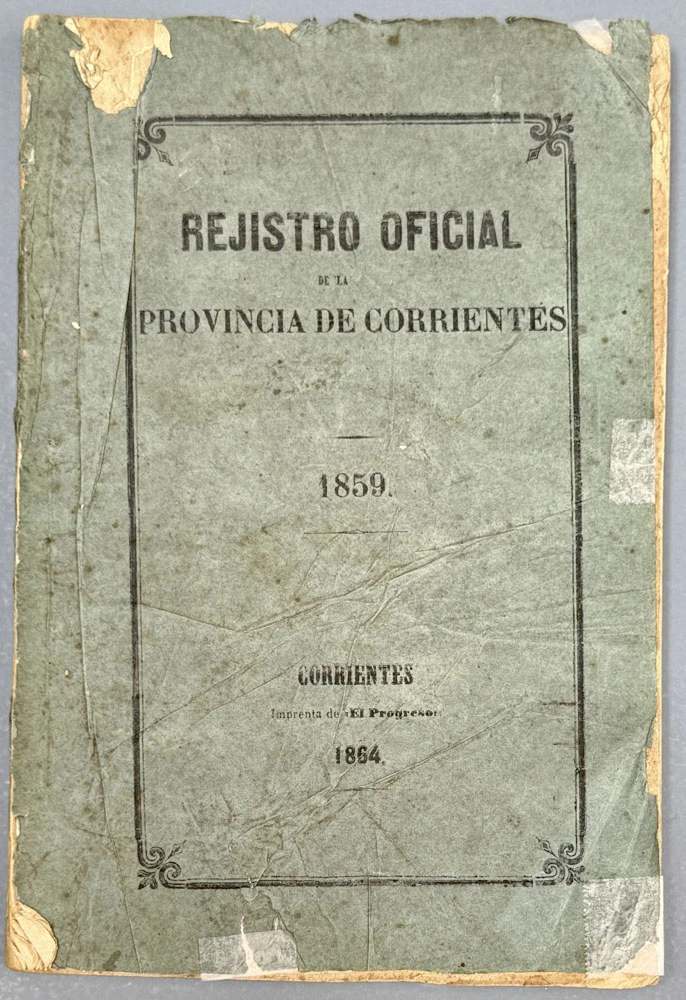 REJISTRO OFICIAL
DE LA
PROVINCIA DE CORRIENTES
1859.
CORRIENTES
Imprenta de «El Progreso»
1864.